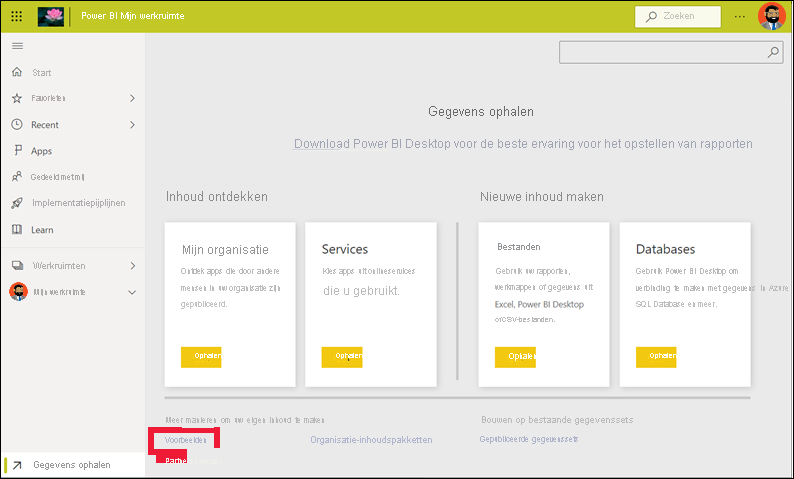 Power BI Mijn werkruimte
Zoeken
Start
Favorieten
Recent
Apps
Gedeeld met mij
Implementatiepijplijnen
Learn
Werkruimten
Mijn werkruimte
Gegevens ophalen
Gegevens ophalen
Download Power BI Desktop voor de beste ervaring voor het opstellen van rapporten
Inhoud ontdekken
Mijn organisatie
Ontdek apps die door andere
mensen in uw organisatie zijn
gepubliceerd.
Ophalen
Services
Kies apps uit onlineservices
die u gebruikt.
Ophalen
Nieuwe inhoud maken
Bestanden
Gebruik uw rapporten,
werkmappen of gegevens uit
Excel, Power BI Desktop
of CSV-bestanden.
Ophalen
Databases
Gebruik Power BI Desktop om
verbinding te maken met gegevens in Azure
SQL Database en meer.
Ophalen
Meer manieren om uw eigen inhoud te maken
Voorbeelden
Organisatie-inhoudspakketten
Bouwen op bestaande gegevenssets
Gepubliceerde gegevenssets